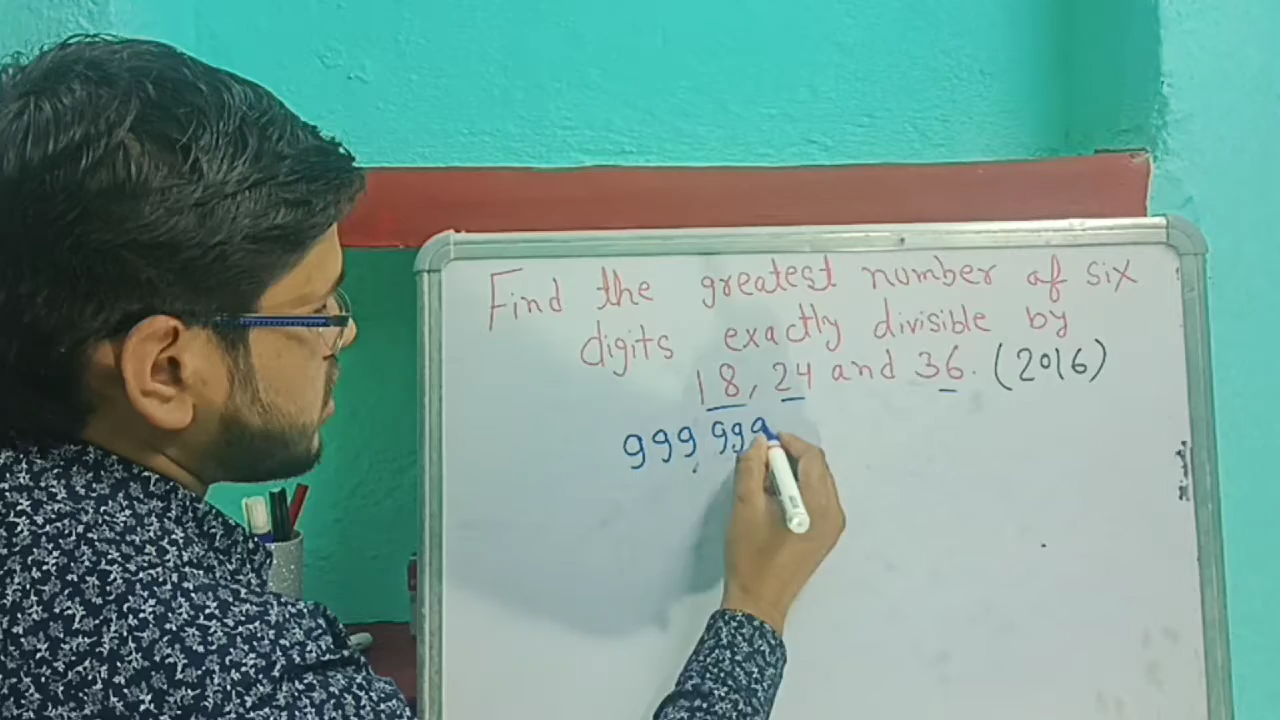 Find the greatest number of six
digits exactly divisible by
18, 24 and 36. (2016)
999,999